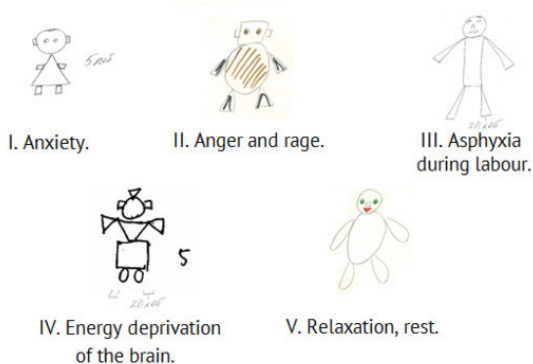 I. Anxiety.
II. Anger and rage.
III. Asphyxia
during labour.
5
IV. Energy deprivation
of the brain.
V. Relaxation, rest.